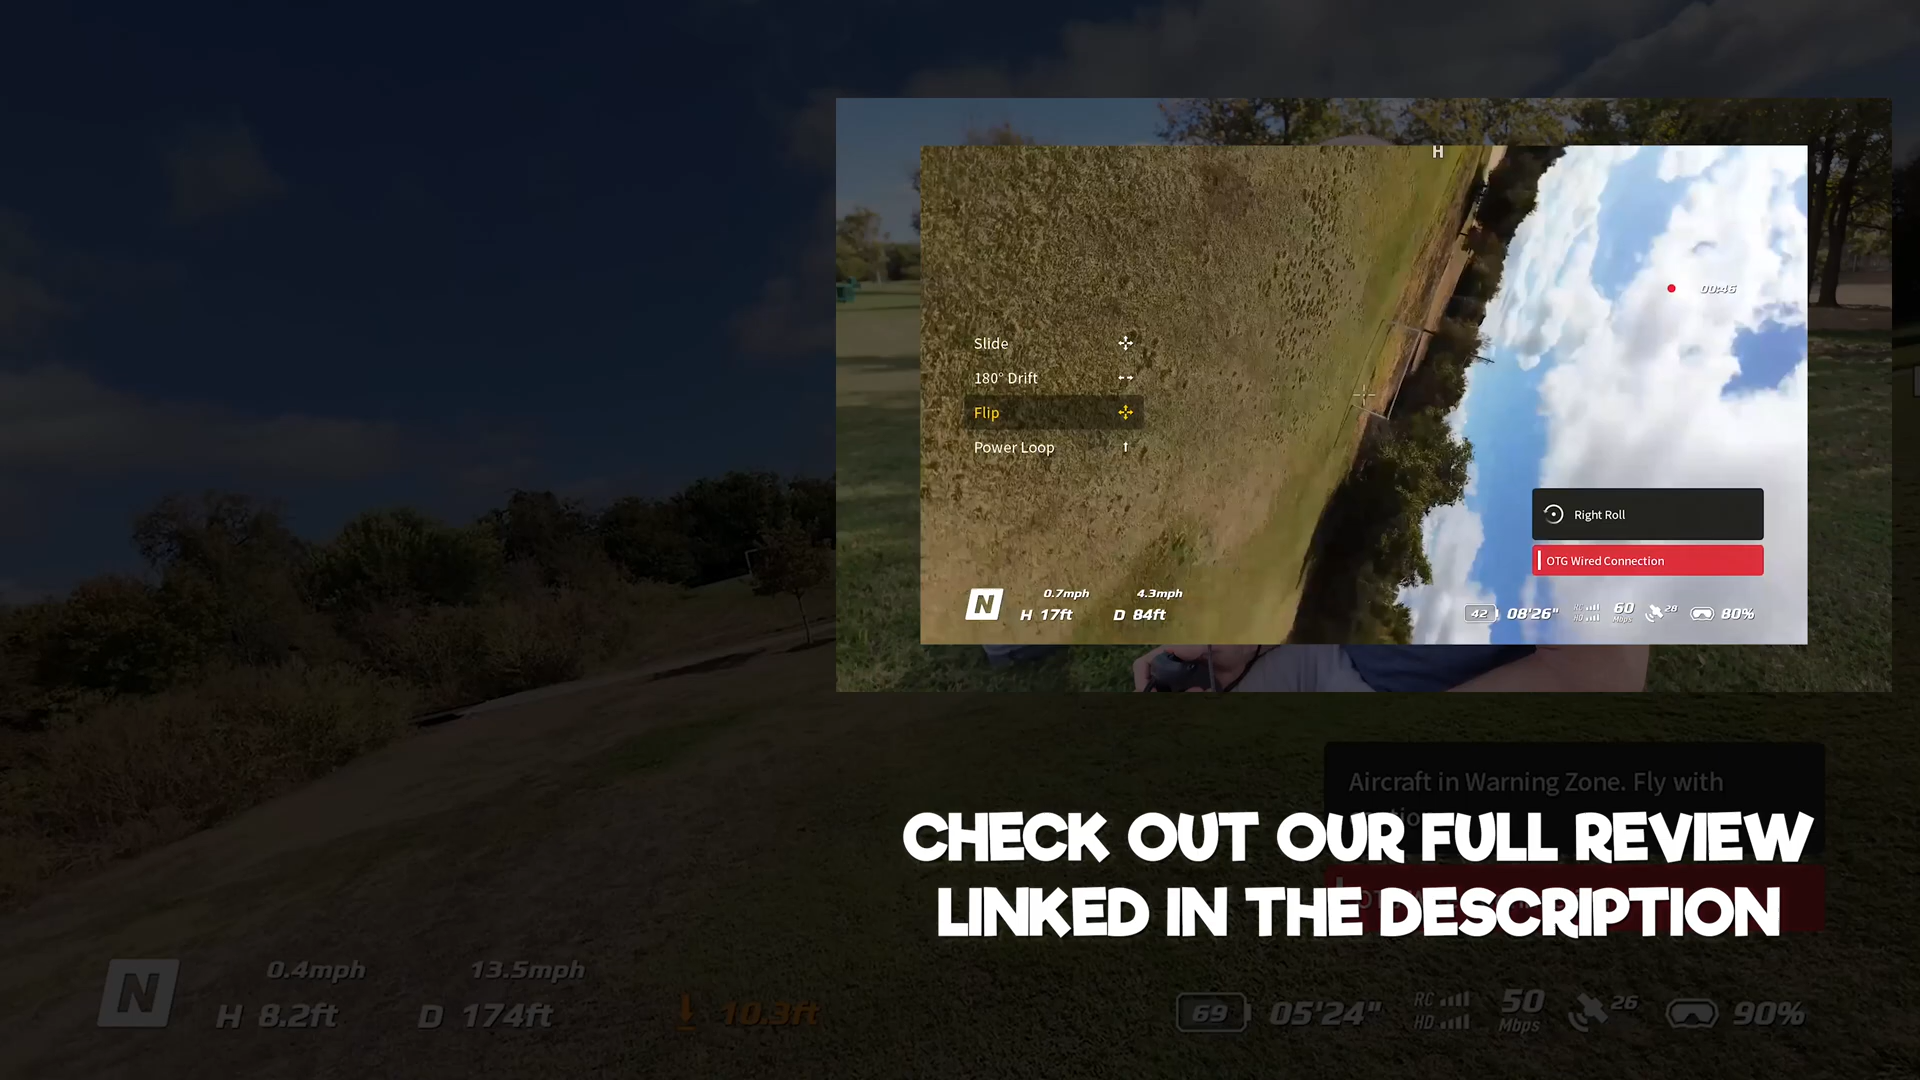 H
00:46
Slide
180° Drift
Flip
Power Loop
Right Roll
OTG Wired Connection
N
0.7mph 4.3mph
H 17ft D 84ft
42 08'26" RC HD 60 Mbps 28 80%
Aircraft in Warning Zone. Fly with
CHECK OUT OUR FULL REVIEW
LINKED IN THE DESCRIPTION
N
0.4mph 13.5mph
H 8.2ft D 174ft 10.3ft
69 05'24" RC HD 50 Mbps 26 90%